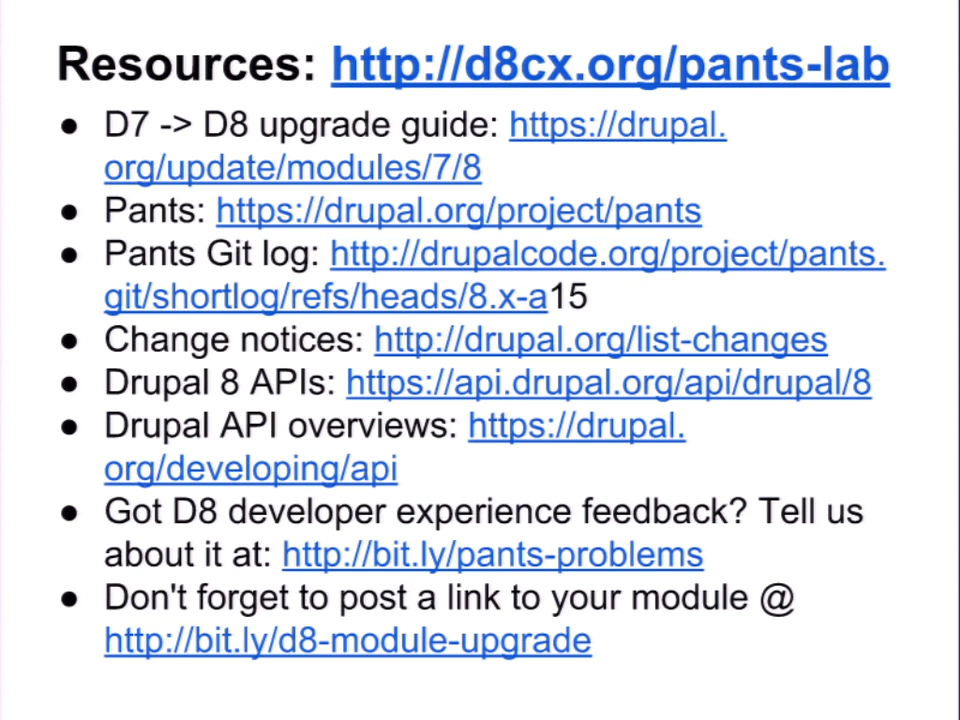 Resources: http://d8cx.org/pants-lab
● D7 -> D8 upgrade guide: https://drupal.
org/update/modules/7/8
● Pants: https://drupal.org/project/pants
● Pants Git log: http://drupalcode.org/project/pants.
git/shortlog/refs/heads/8.x-a15
● Change notices: http://drupal.org/list-changes
● Drupal 8 APIs: https://api.drupal.org/api/drupal/8
● Drupal API overviews: https://drupal.
org/developing/api
● Got D8 developer experience feedback? Tell us
about it at: http://bit.ly/pants-problems
● Don't forget to post a link to your module @
http://bit.ly/d8-module-upgrade